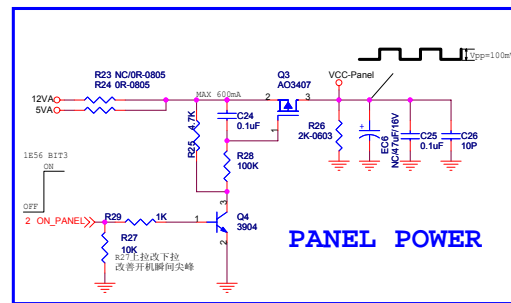 Vpp=100mV
R23 NC/0R-0805
R24 0R-0805
12VA
5VA
MAX 600mA
Q3
AO3407
VCC-Panel
2
3
1
C24
0.1uF
R25 4.7K
R26
2K-0603
EC6
NC/47uF/16V
C25
0.1uF
C26
10P
R28
100K
1E56 BIT3
ON
OFF
2 ON_PANEL
R29
1K
1
3
2
Q4
3904
R27
10K
R27上拉改下拉
改善开机瞬间尖峰
PANEL POWER